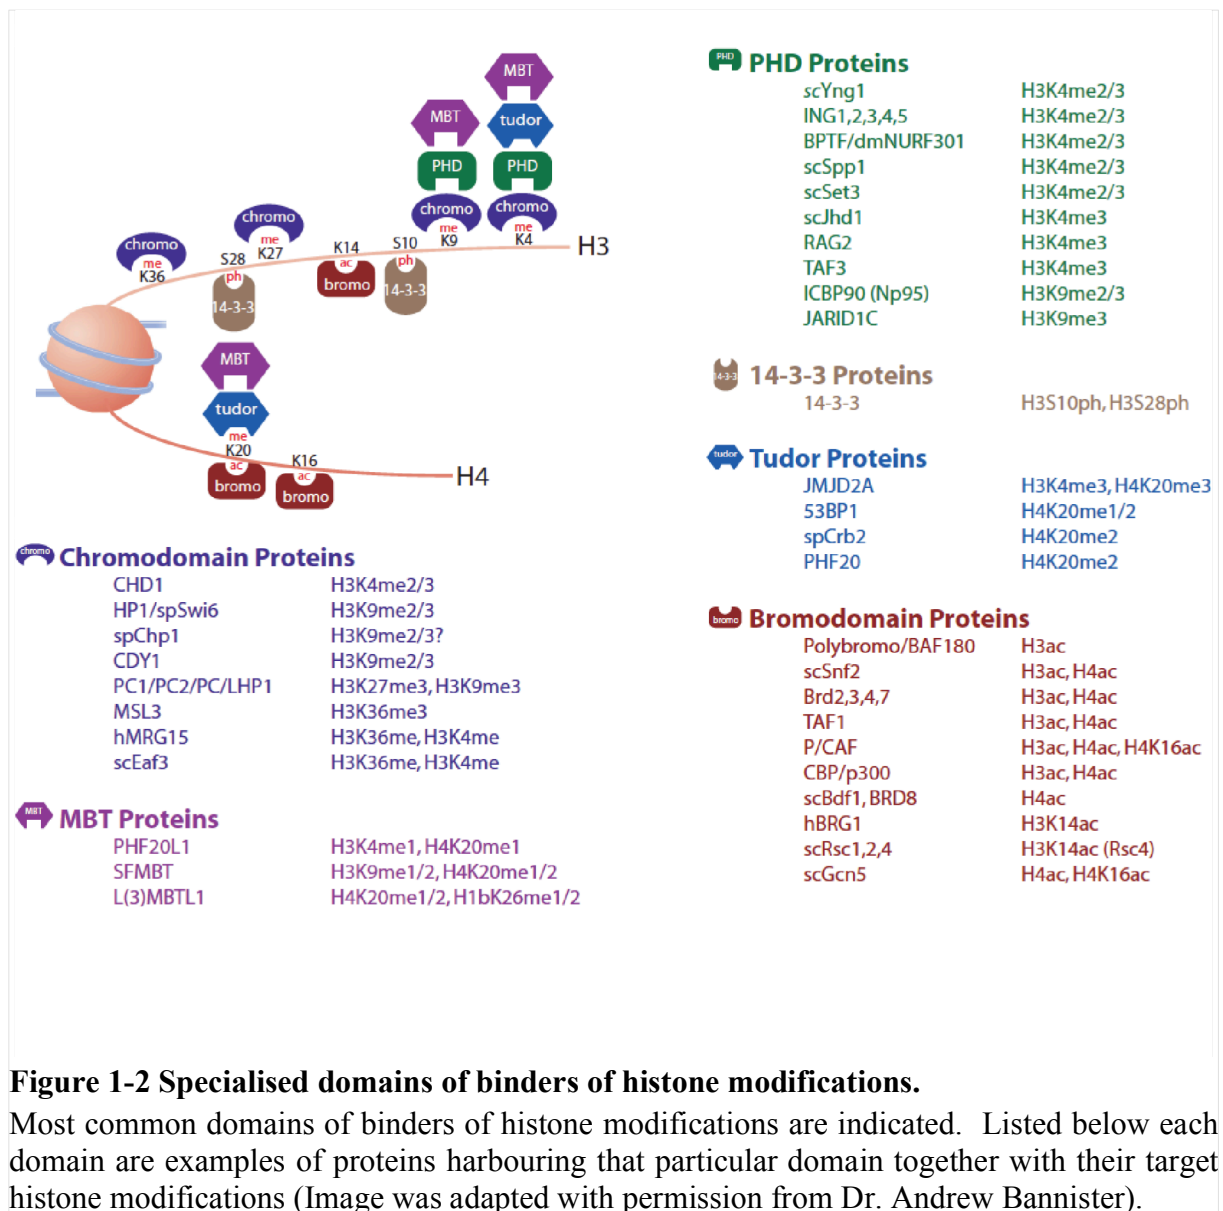 MBT
MBT
tudor
PHD
PHD
chromo
chromo
chromo
chromo
me
K9
me
K4
H3
me
K36
S28
ph
me
K27
K14
ac
S10
ph
14-3-3
bromo
14-3-3
MBT
tudor
me
K20
ac
bromo
K16
ac
bromo
H4
chromo Chromodomain Proteins
CHD1 H3K4me2/3
HP1/spSwi6 H3K9me2/3
spChp1 H3K9me2/3?
CDY1 H3K9me2/3
PC1/PC2/PC/LHP1 H3K27me3, H3K9me3
MSL3 H3K36me3
hMRG15 H3K36me, H3K4me
scEaf3 H3K36me, H3K4me
MBT MBT Proteins
PHF20L1 H3K4me1, H4K20me1
SFMBT H3K9me1/2, H4K20me1/2
L(3)MBTL1 H4K20me1/2, H1bK26me1/2
PHD PHD Proteins
scYng1 H3K4me2/3
ING1,2,3,4,5 H3K4me2/3
BPTF/dmNURF301 H3K4me2/3
scSpp1 H3K4me2/3
scSet3 H3K4me2/3
scJhd1 H3K4me3
RAG2 H3K4me3
TAF3 H3K4me3
ICBP90 (Np95) H3K9me2/3
JARID1C H3K9me3
14-3-3 14-3-3 Proteins
14-3-3 H3S10ph, H3S28ph
tudor Tudor Proteins
JMJD2A H3K4me3, H4K20me3
53BP1 H4K20me1/2
spCrb2 H4K20me2
PHF20 H4K20me2
bromo Bromodomain Proteins
Polybromo/BAF180 H3ac
scSnf2 H3ac, H4ac
Brd2,3,4,7 H3ac, H4ac
TAF1 H3ac, H4ac
P/CAF H3ac, H4ac, H4K16ac
CBP/p300 H3ac, H4ac
scBdf1, BRD8 H4ac
hBRG1 H3K14ac
scRsc1,2,4 H3K14ac (Rsc4)
scGcn5 H4ac, H4K16ac
Figure 1-2 Specialised domains of binders of histone modifications.
Most common domains of binders of histone modifications are indicated. Listed below each
domain are examples of proteins harbouring that particular domain together with their target
histone modifications (Image was adapted with permission from Dr. Andrew Bannister).